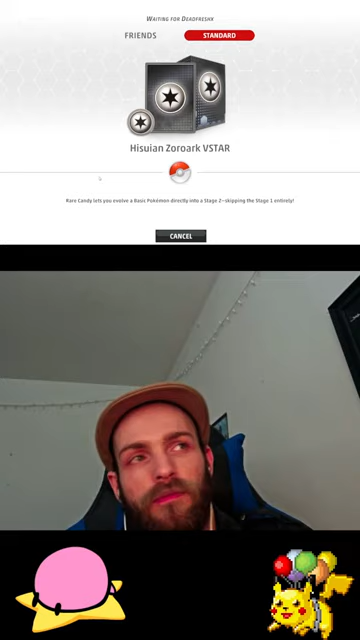 Waiting for Deadfreshx
FRIENDS
STANDARD
Hisuian Zoroark VSTAR
Rare Candy lets you evolve a Basic Pokémon directly into a Stage 2—skipping the Stage 1 entirely!
CANCEL